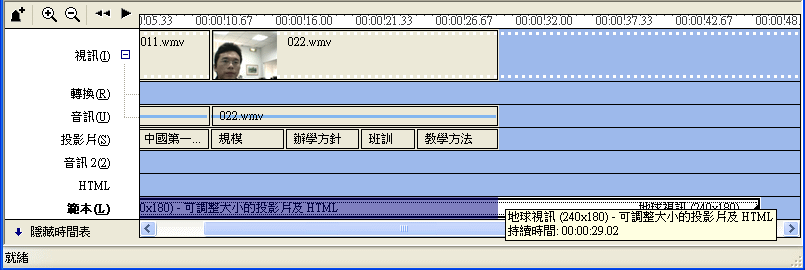 0:05.33 00:00:10.67 00:00:16.00 00:00:21.33 00:00:26.67 00:00:32.00 00:00:37.33 00:00:42.67 00:00:48
視訊(I)
011.wmv
022.wmv
轉換(R)
音訊(U)
022.wmv
投影片(S)
中國第一... 規模 辦學方針 班訓 教學方法
音訊 2(2)
HTML
範本(L)
0x180) - 可調整大小的投影片及 HTML
地球視訊 (240x180)
地球視訊 (240x180) - 可調整大小的投影片及 HTML
持續時間: 00:00:29.02
隱藏時間表
就緒